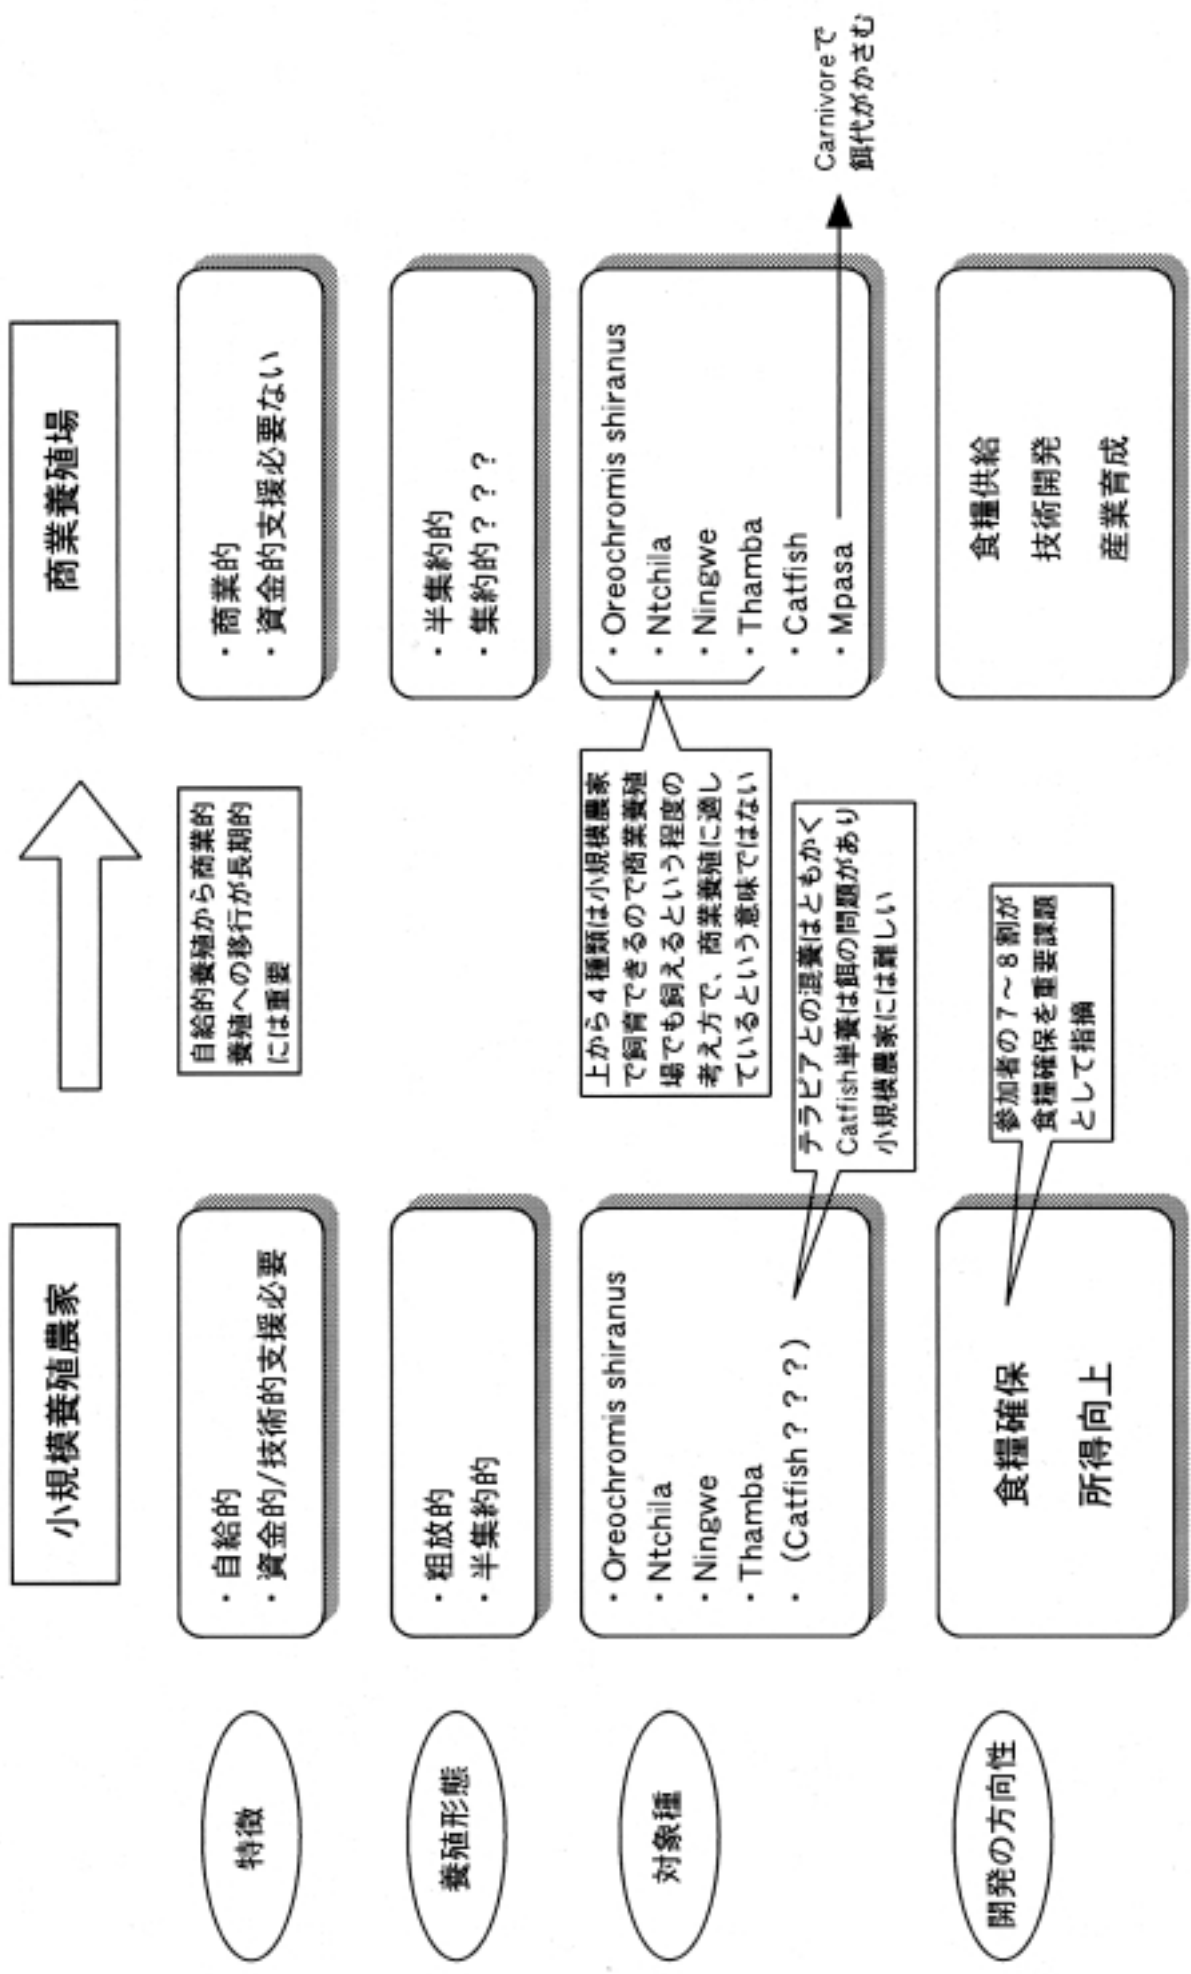 小規模養殖農家
商業養殖場
特徴
・自給的
・資金的/技術的支援必要
自給的養殖から商業的
養殖への移行が長期的
には重要
・商業的
・資金的支援必要ない
養殖形態
・粗放的
・半集約的
・半集約的
・集約的？？？
対象種
・Oreochromis shiranus
・Ntchila
・Ningwe
・Thamba
・（Catfish？？？）
上から４種類は小規模農家
で飼育できるので商業養殖
場でも飼えるという程度の
考え方で、商業養殖に適し
ているという意味ではない
テラピアとの混養はともかく
Catfish単養は餌の問題があり
小規模農家には難しい
・Oreochromis shiranus
・Ntchila
・Ningwe
・Thamba
・Catfish
・Mpasa
Carnivoreで
餌代がかさむ
開発の方向性
食糧確保
所得向上
参加者の７～８割が
食糧確保を重要課題
として指摘
食糧供給
技術開発
産業育成